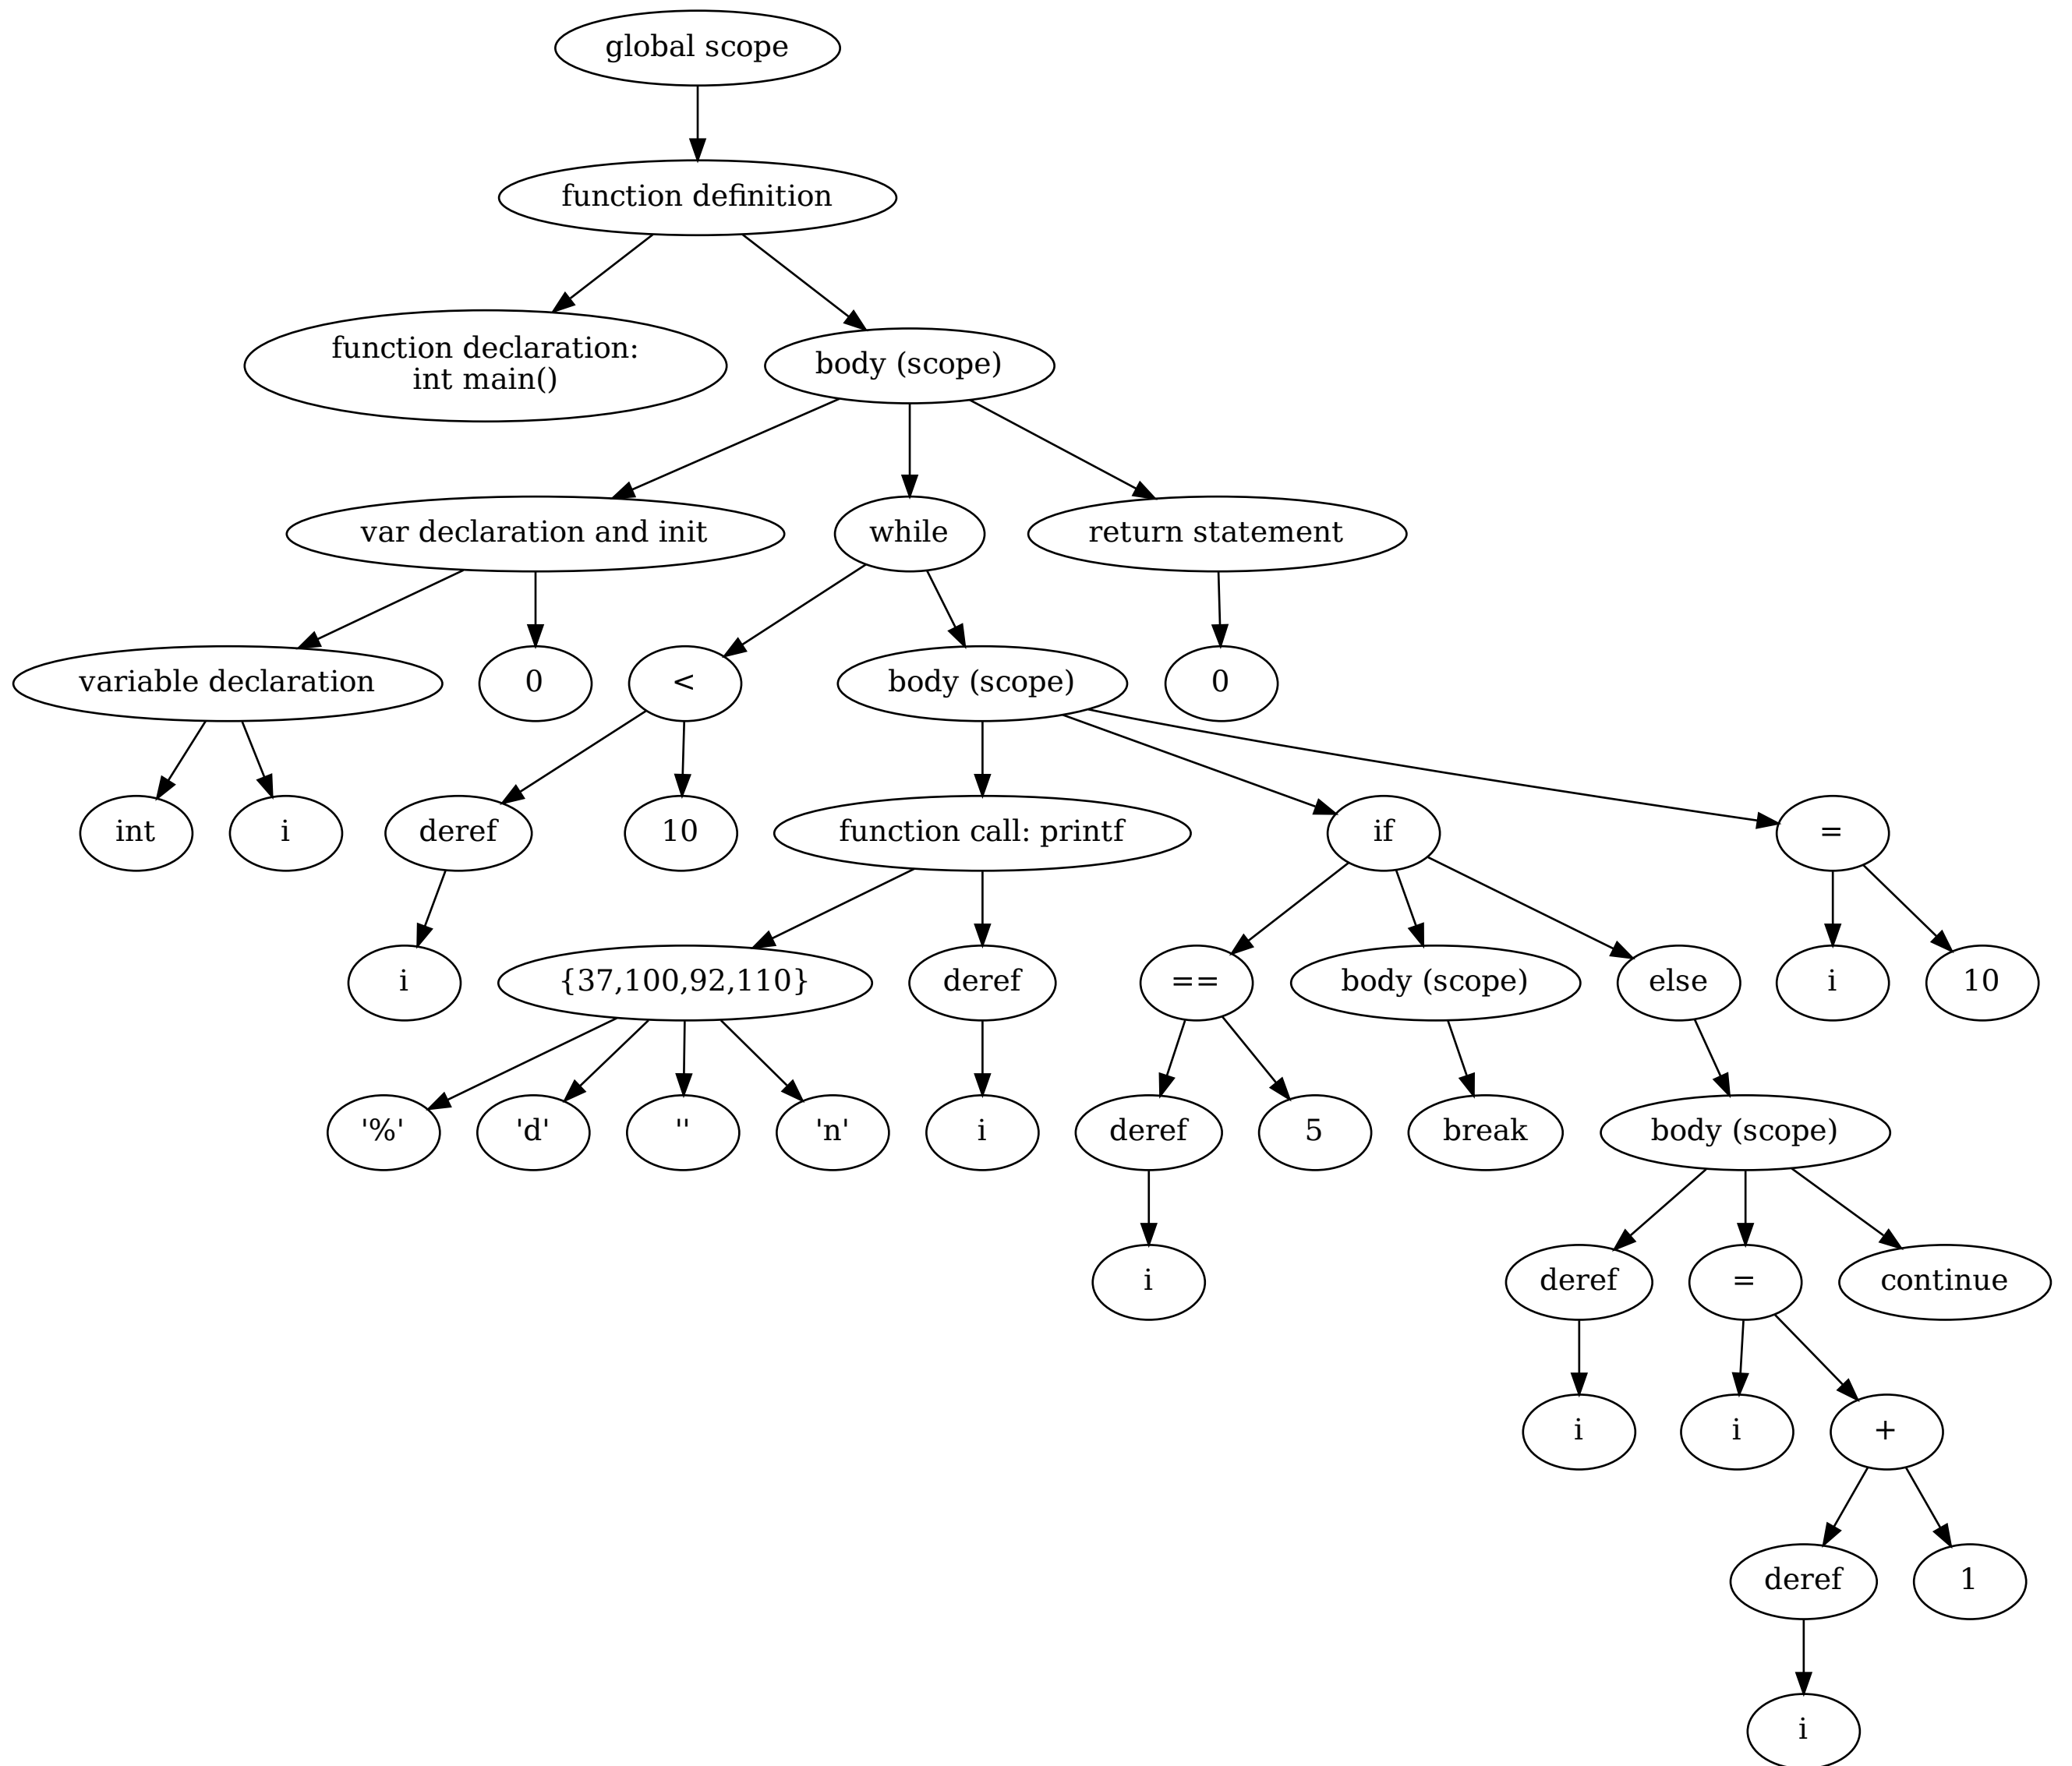 global scope
function definition
function declaration:
int main()
body (scope)
var declaration and init
while
return statement
variable declaration
0
<
body (scope)
0
int
i
deref
10
function call: printf
if
=
i
{37,100,92,110}
deref
==
body (scope)
else
i
10
'%'
'd'
''
'n'
i
deref
5
break
body (scope)
i
deref
=
continue
i
i
+
deref
1
i